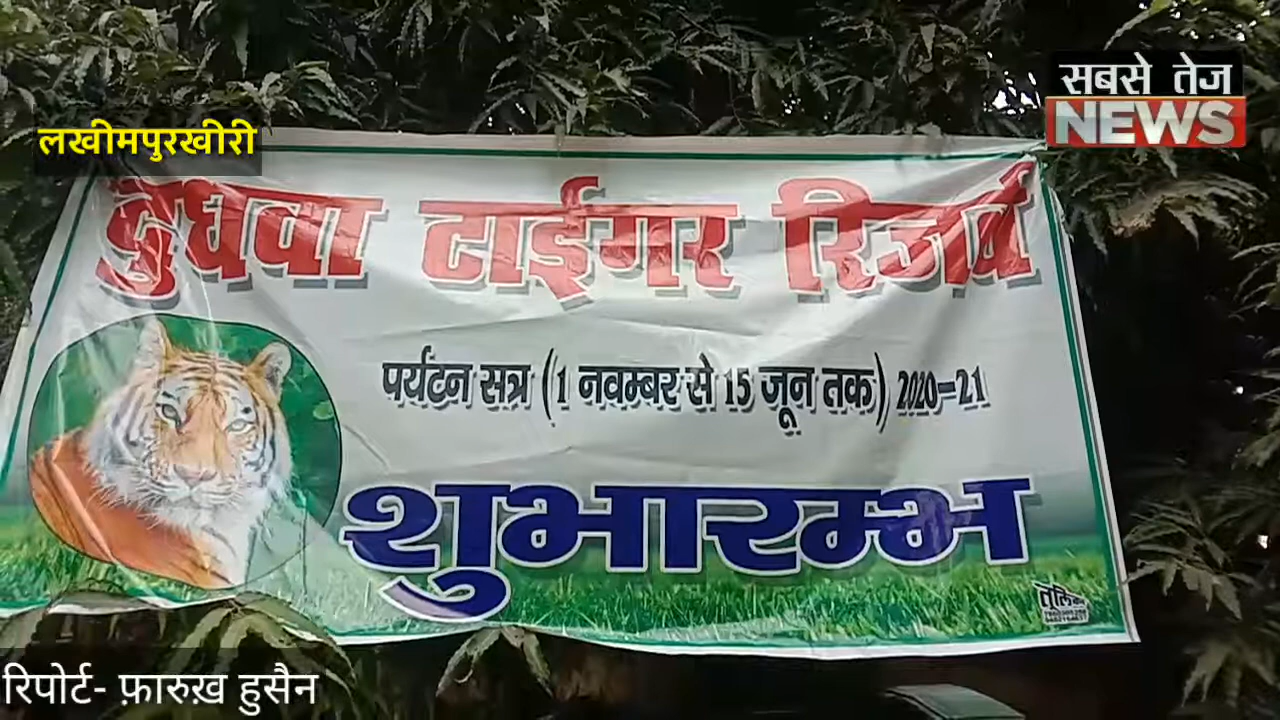 सबसे तेज
NEWS
लखीमपुरखीरी
दुधवा टाईगर रिजर्व
पर्यटन सत्र (1 नवम्बर से 15 जून तक) 2020-21
शुभारम्भ
रिपोर्ट- फ़ारुख़ हुसैन